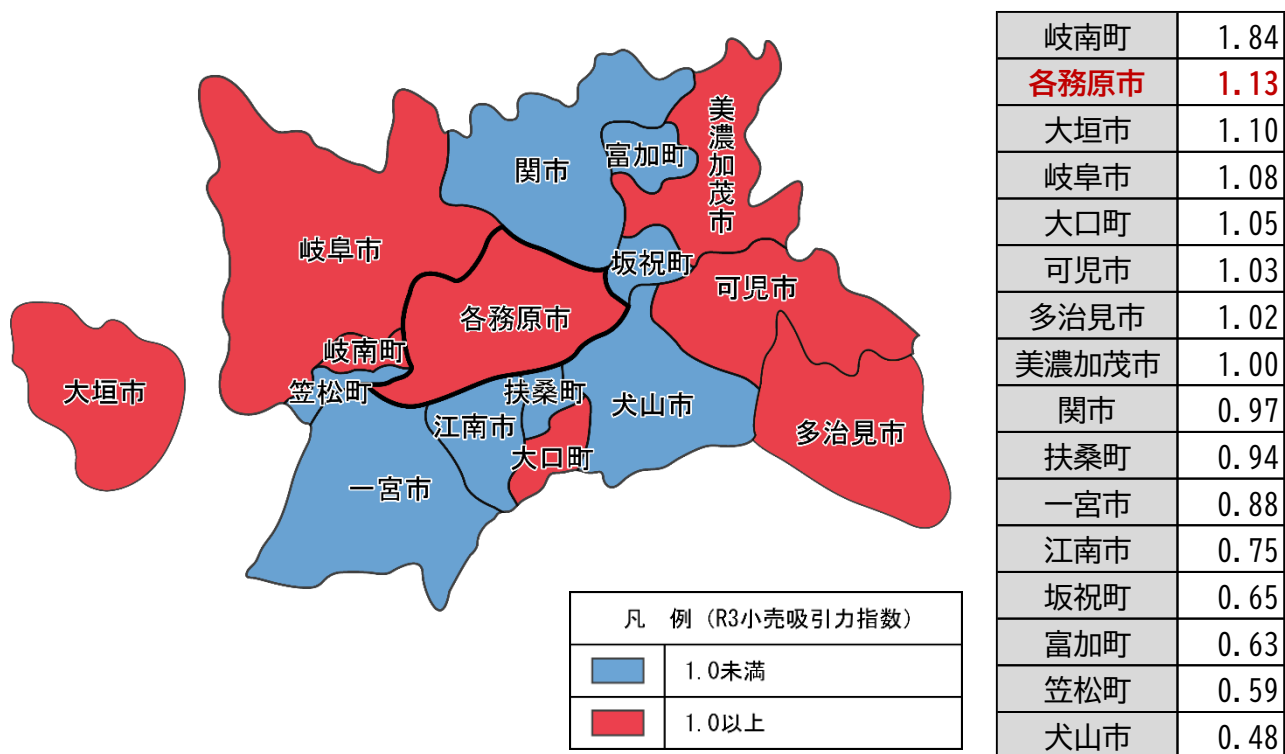 美濃加茂市
富加町
関市
岐阜市
坂祝町
可児市
各務原市
岐南町
笠松町
大垣市
扶桑町
犬山市
江南市
大口町
多治見市
一宮市
凡 例 (R3小売吸引力指数)
1.0未満
1.0以上
岐南町 1.84
各務原市 1.13
大垣市 1.10
岐阜市 1.08
大口町 1.05
可児市 1.03
多治見市 1.02
美濃加茂市 1.00
関市 0.97
扶桑町 0.94
一宮市 0.88
江南市 0.75
坂祝町 0.65
富加町 0.63
笠松町 0.59
犬山市 0.48